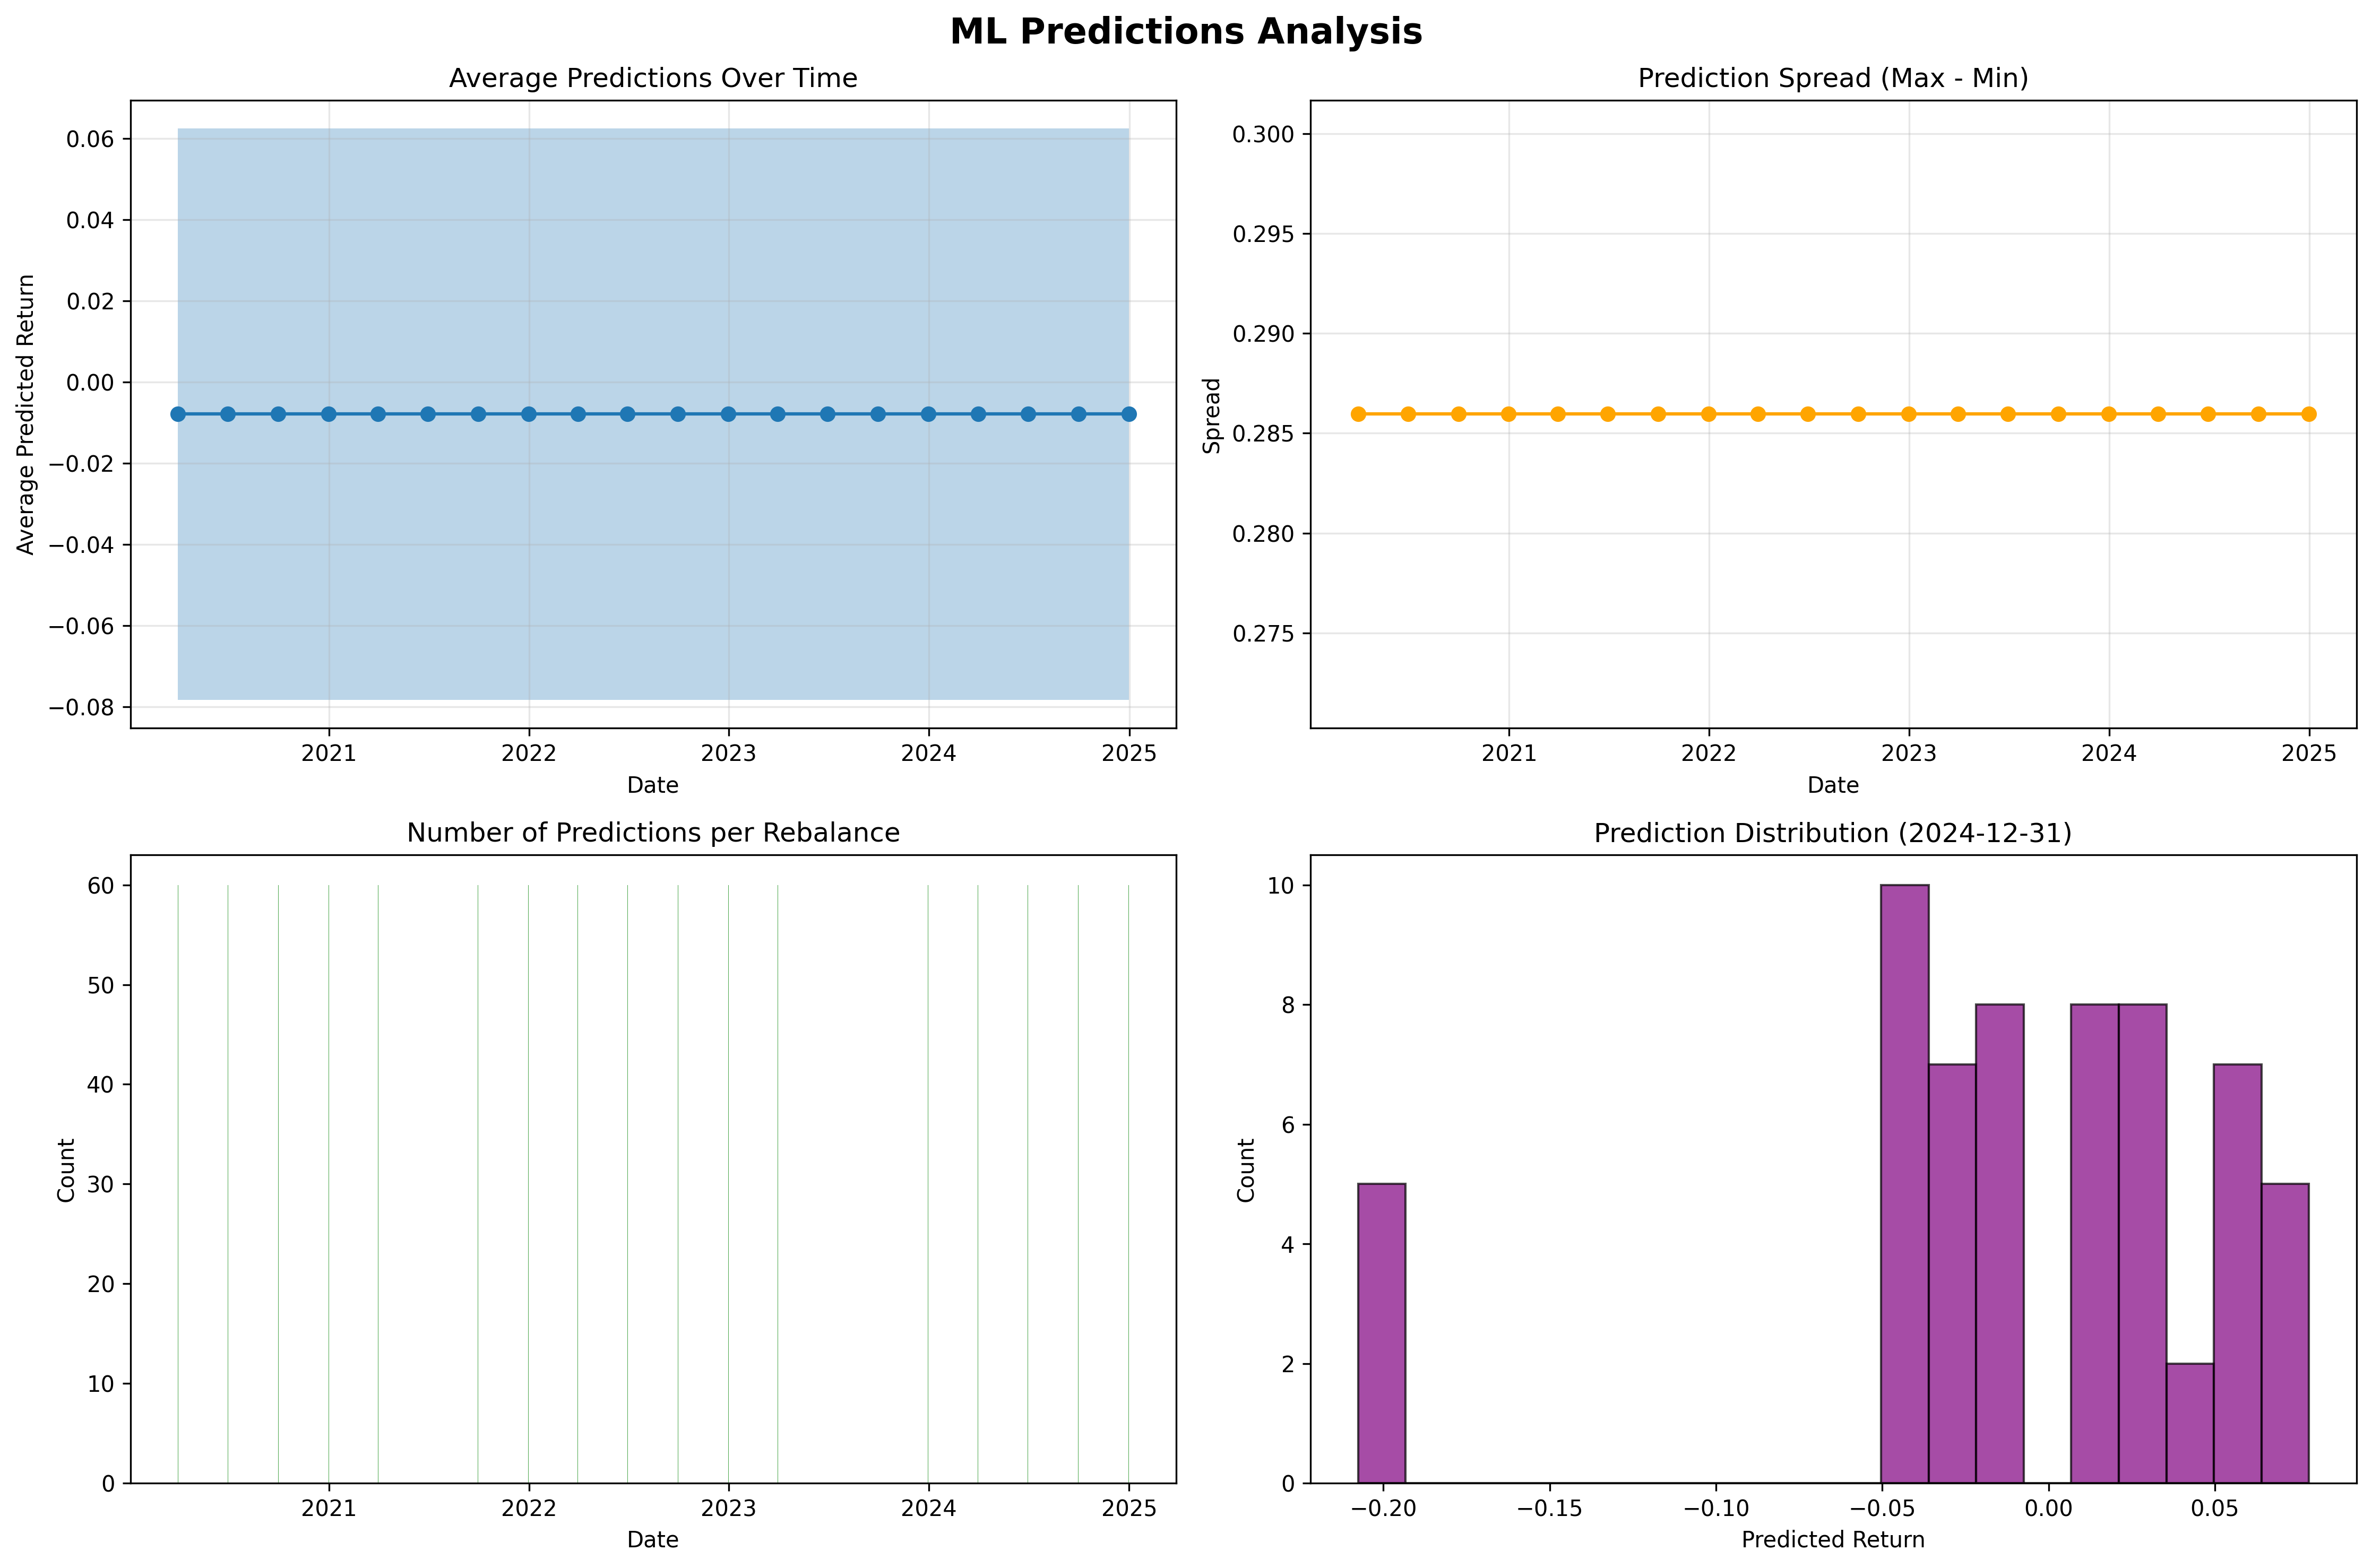 ML Predictions Analysis
Average Predictions Over Time
0.06
0.04
0.02
0.00
−0.02
−0.04
−0.06
−0.08
Average Predicted Return
2021 2022 2023 2024 2025
Date
Prediction Spread (Max - Min)
0.300
0.295
0.290
0.285
0.280
0.275
Spread
2021 2022 2023 2024 2025
Date
Number of Predictions per Rebalance
60
50
40
30
20
10
0
Count
2021 2022 2023 2024 2025
Date
Prediction Distribution (2024-12-31)
10
8
6
4
2
0
Count
−0.20 −0.15 −0.10 −0.05 0.00 0.05
Predicted Return